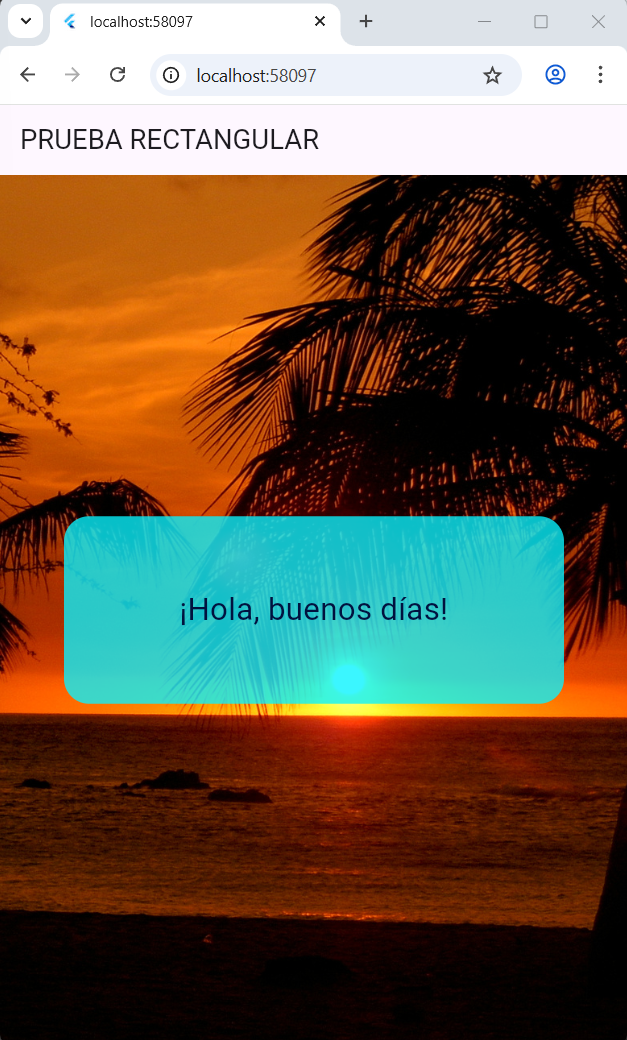 localhost:58097
localhost:58097
PRUEBA RECTANGULAR
¡Hola, buenos días!